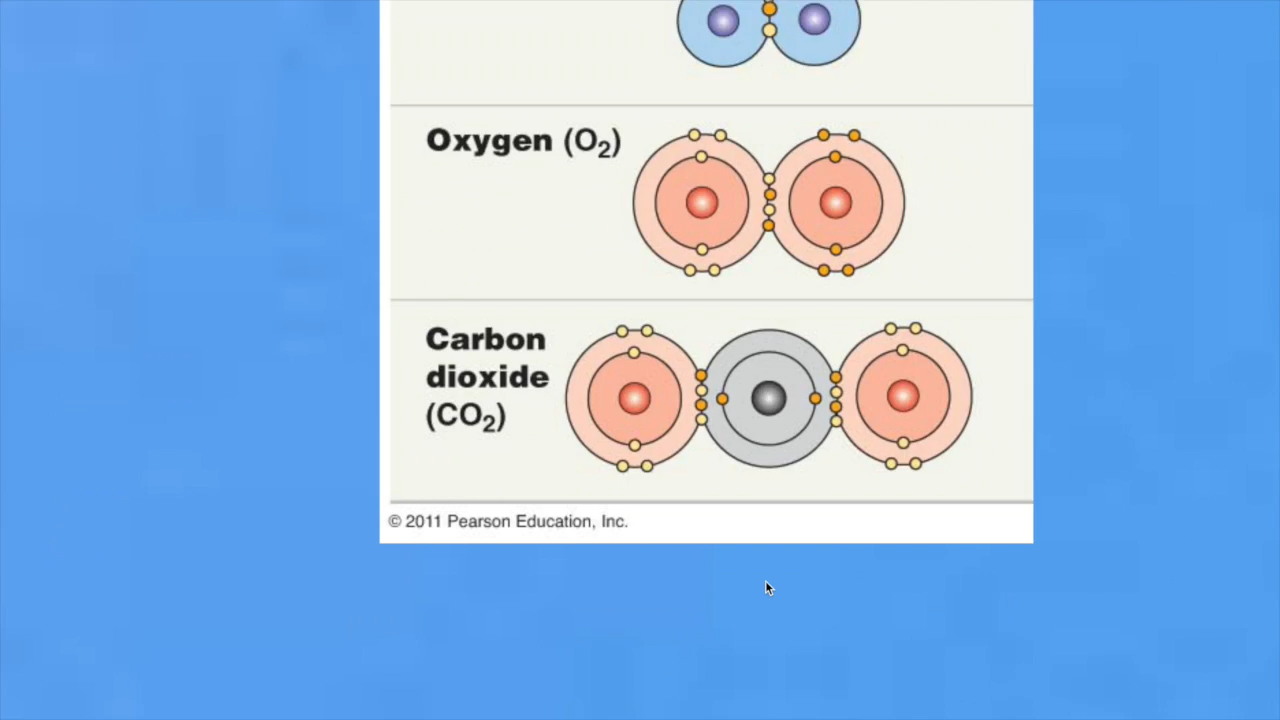 Oxygen (O₂)
Carbon
dioxide
(CO₂)
© 2011 Pearson Education, Inc.